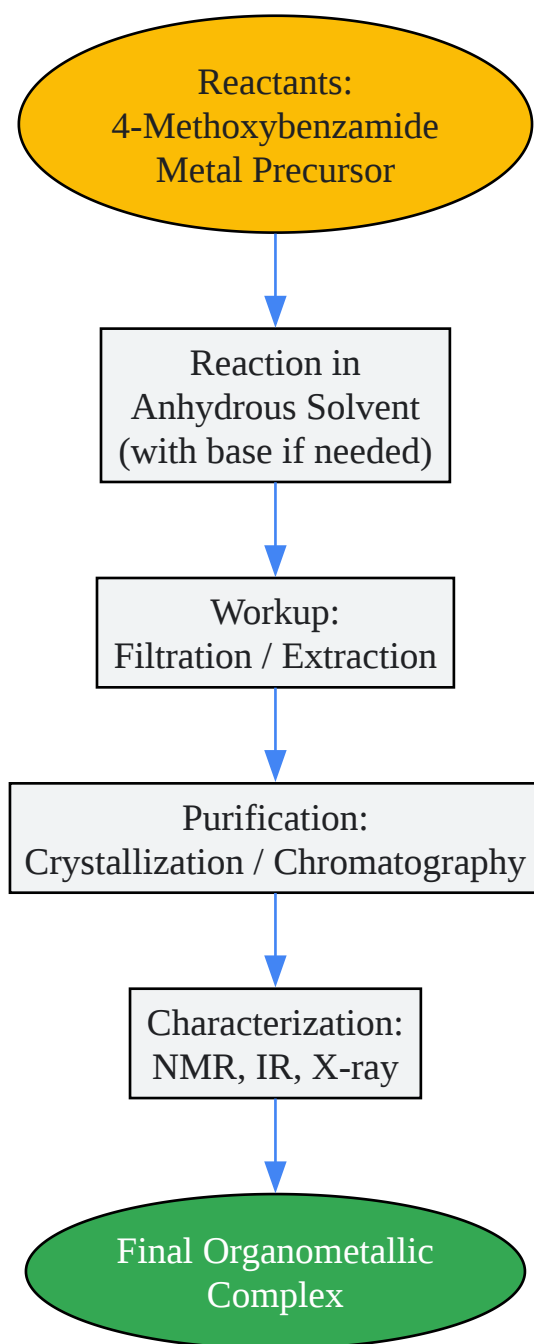 Reactants:
4-Methoxybenzamide
Metal Precursor
Reaction in
Anhydrous Solvent
(with base if needed)
Workup:
Filtration / Extraction
Purification:
Crystallization / Chromatography
Characterization:
NMR, IR, X-ray
Final Organometallic
Complex